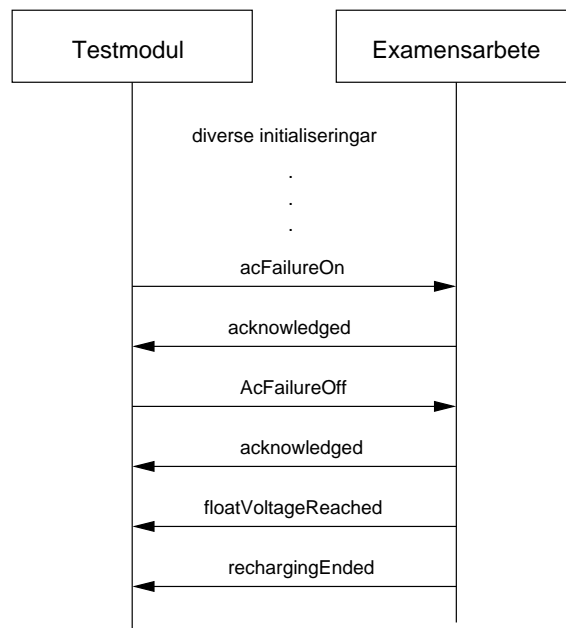 Testmodul
Examensarbete
diverse initialiseringar
.
.
.
acFailureOn
acknowledged
AcFailureOff
acknowledged
floatVoltageReached
rechargingEnded